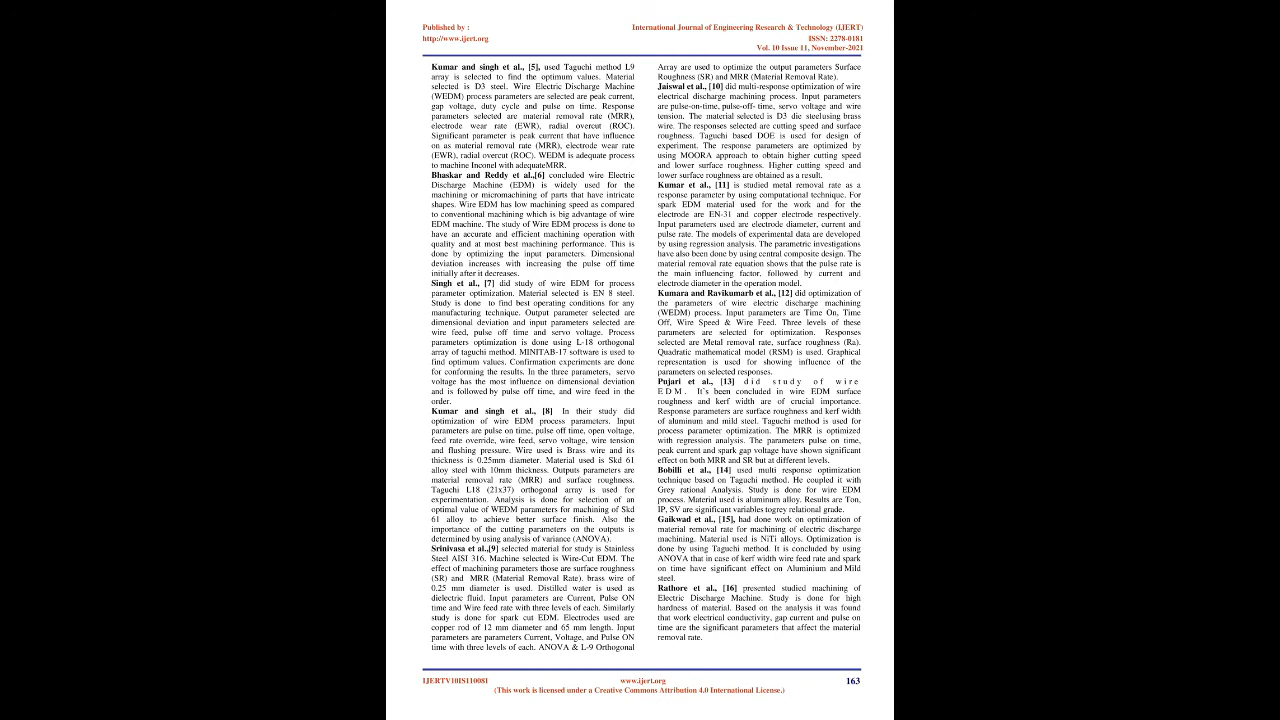 Published by :
http://www.ijert.org
International Journal of Engineering Research & Technology (IJERT)
ISSN: 2278-0181
Vol. 10 Issue 11, November-2021
Kumar and singh et al., [5], used Taguchi method L9
array is selected to find the optimum values. Material
selected is D3 steel. Wire Electric Discharge Machine
(WEDM) process parameters are selected are peak current,
gap voltage, duty cycle and pulse on time. Response
parameters selected are material removal rate (MRR),
electrode wear rate (EWR), radial overcut (ROC).
Significant parameter is peak current that have influence
on as material removal rate (MRR), electrode wear rate
(EWR), radial overcut (ROC). WEDM is adequate process
to machine Inconel with adequateMRR.
Bhaskar and Reddy et al.,[6] concluded wire Electric
Discharge Machine (EDM) is widely used for the
machining or micromachining of parts that have intricate
shapes. Wire EDM has low machining speed as compared
to conventional machining which is big advantage of wire
EDM machine. The study of Wire EDM process is done to
have an accurate and efficient machining operation with
quality and at most best machining performance. This is
done by optimizing the input parameters. Dimensional
deviation increases with increasing the pulse off time
initially after it decreases.
Singh et al., [7] did study of wire EDM for process
parameter optimization. Material selected is EN 8 steel.
Study is done to find best operating conditions for any
manufacturing technique. Output parameter selected are
dimensional deviation and input parameters selected are
wire feed, pulse off time and servo voltage. Process
parameters optimization is done using L-18 orthogonal
array of taguchi method. MINITAB-17 software is used to
find optimum values. Confirmation experiments are done
for conforming the results. In the three parameters, servo
voltage has the most influence on dimensional deviation
and is followed by pulse off time, and wire feed in the
order.
Kumar and singh et al., [8] In their study did
optimization of wire EDM process parameters. Input
parameters are pulse on time, pulse off time, open voltage,
feed rate override, wire feed, servo voltage, wire tension
and flushing pressure. Wire used is Brass wire and its
thickness is 0.25mm diameter. Material used is Skd 61
alloy steel with 10mm thickness. Outputs parameters are
material removal rate (MRR) and surface roughness.
Taguchi L18 (21x37) orthogonal array is used for
experimentation. Analysis is done for selection of an
optimal value of WEDM parameters for machining of Skd
61 alloy to achieve better surface finish. Also the
importance of the cutting parameters on the outputs is
determined by using analysis of variance (ANOVA).
Srinivasa et al.,[9] selected material for study is Stainless
Steel AISI 316. Machine selected is Wire-Cut EDM. The
effect of machining parameters those are surface roughness
(SR) and MRR (Material Removal Rate). brass wire of
0.25 mm diameter is used. Distilled water is used as
dielectric fluid. Input parameters are Current, Pulse ON
time and Wire feed rate with three levels of each. Similarly
study is done for spark cut EDM. Electrodes used are
copper rod of 12 mm diameter and 65 mm length. Input
parameters are parameters Current, Voltage, and Pulse ON
time with three levels of each. ANOVA & L-9 Orthogonal
Array are used to optimize the output parameters Surface
Roughness (SR) and MRR (Material Removal Rate).
Jaiswal et al., [10] did multi-response optimization of wire
electrical discharge machining process. Input parameters
are pulse-on-time, pulse-off- time, servo voltage and wire
tension. The material selected is D3 die steelusing brass
wire. The responses selected are cutting speed and surface
roughness. Taguchi based DOE is used for design of
experiment. The response parameters are optimized by
using MOORA approach to obtain higher cutting speed
and lower surface roughness. Higher cutting speed and
lower surface roughness are obtained as a result.
Kumar et al., [11] is studied metal removal rate as a
response parameter by using computational technique. For
spark EDM material used for the work and for the
electrode are EN-31 and copper electrode respectively.
Input parameters used are electrode diameter, current and
pulse rate. The models of experimental data are developed
by using regression analysis. The parametric investigations
have also been done by using central composite design. The
material removal rate equation shows that the pulse rate is
the main influencing factor, followed by current and
electrode diameter in the operation model.
Kumara and Ravikumarb et al., [12] did optimization of
the parameters of wire electric discharge machining
(WEDM) process. Input parameters are Time On, Time
Off, Wire Speed & Wire Feed. Three levels of these
parameters are selected for optimization. Responses
selected are Metal removal rate, surface roughness (Ra).
Quadratic mathematical model (RSM) is used. Graphical
representation is used for showing influence of the
parameters on selected responses.
Pujari et al., [13] did study of wire
EDM. It's been concluded in wire EDM surface
roughness and kerf width are of crucial importance.
Response parameters are surface roughness and kerf width
of aluminum and mild steel. Taguchi method is used for
process parameter optimization. The MRR is optimized
with regression analysis. The parameters pulse on time,
peak current and spark gap voltage have shown significant
effect on both MRR and SR but at different levels.
Bobilli et al., [14] used multi response optimization
technique based on Taguchi method. He coupled it with
Grey rational Analysis. Study is done for wire EDM
process. Material used is aluminum alloy. Results are Ton,
IP, SV are significant variables togrey relational grade.
Gaikwad et al., [15], had done work on optimization of
material removal rate for machining of electric discharge
machining. Material used is NiTi alloys. Optimization is
done by using Taguchi method. It is concluded by using
ANOVA that in case of kerf width wire feed rate and spark
on time have significant effect on Aluminium and Mild
steel.
Rathore et al., [16] presented studied machining of
Electric Discharge Machine. Study is done for high
hardness of material. Based on the analysis it was found
that work electrical conductivity, gap current and pulse on
time are the significant parameters that affect the material
removal rate.
IJERTV10IS110081
www.ijert.org
163
(This work is licensed under a Creative Commons Attribution 4.0 International License.)